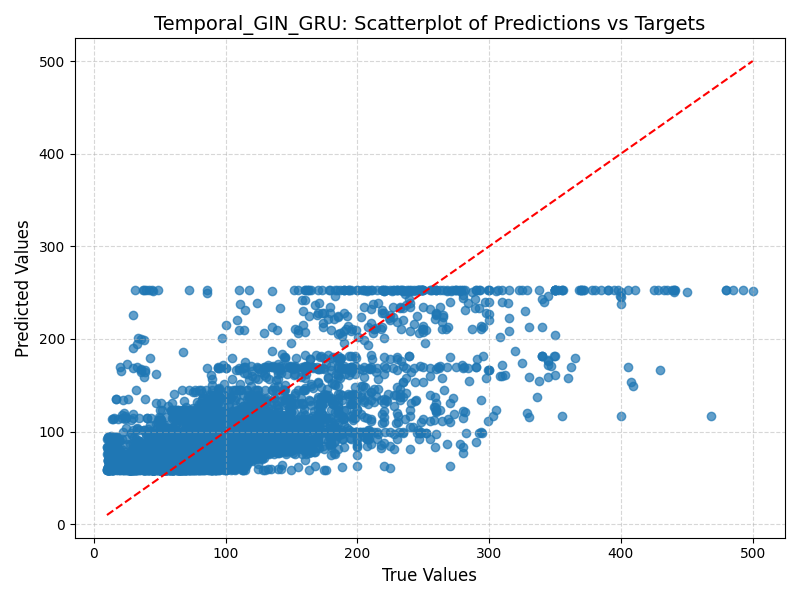 Temporal_GIN_GRU: Scatterplot of Predictions vs Targets
500
400
300
200
100
0
Predicted Values
0 100 200 300 400 500
True Values